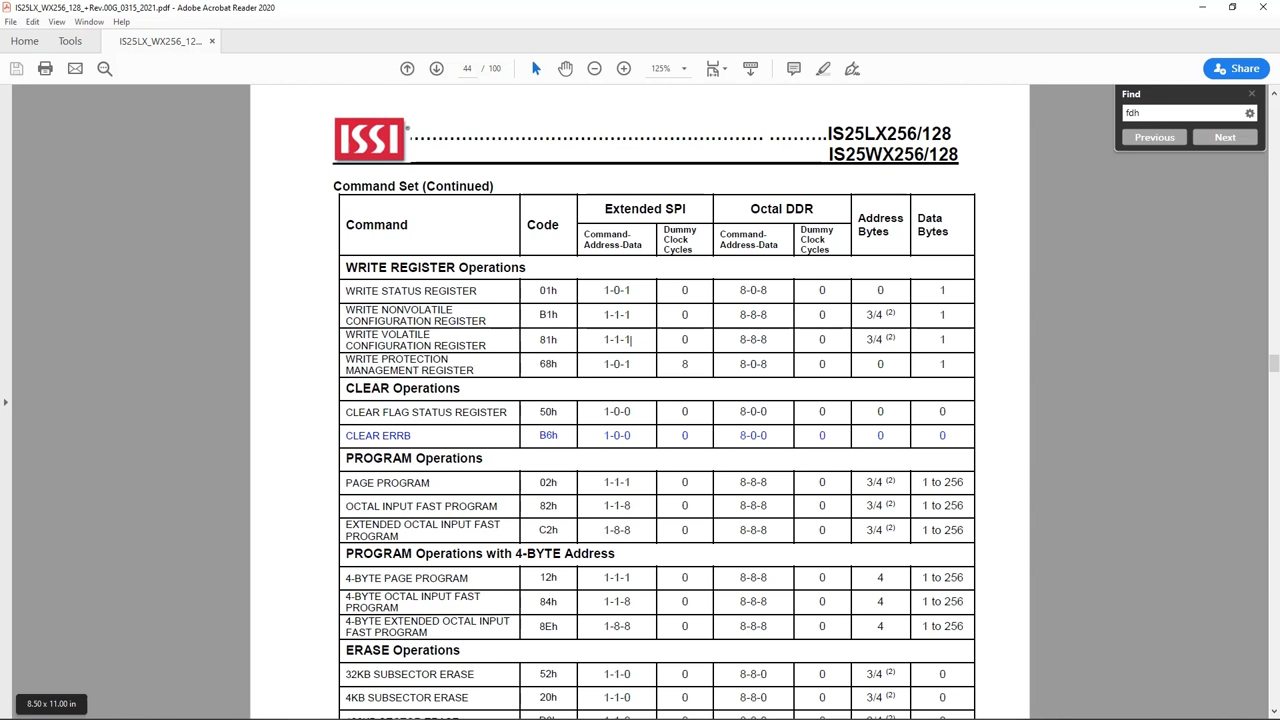 IS25LX_WX256_128_+Rev.00G_0315_2021.pdf - Adobe Acrobat Reader 2020
File Edit View Window Help
Home Tools IS25LX_WX256_12... ×
44 / 100 125% Share
Find
fdh
Previous Next
ISSI® ........................................................ ..........IS25LX256/128
IS25WX256/128
Command Set (Continued)
Command Code Extended SPI Octal DDR Address Bytes Data Bytes
Command-Address-Data Dummy Clock Cycles Command-Address-Data Dummy Clock Cycles
WRITE REGISTER Operations
WRITE STATUS REGISTER 01h 1-0-1 0 8-0-8 0 0 1
WRITE NONVOLATILE CONFIGURATION REGISTER B1h 1-1-1 0 8-8-8 0 3/4 (2) 1
WRITE VOLATILE CONFIGURATION REGISTER 81h 1-1-1 0 8-8-8 0 3/4 (2) 1
WRITE PROTECTION MANAGEMENT REGISTER 68h 1-0-1 8 8-0-8 0 0 1
CLEAR Operations
CLEAR FLAG STATUS REGISTER 50h 1-0-0 0 8-0-0 0 0 0
CLEAR ERRB B6h 1-0-0 0 8-0-0 0 0 0
PROGRAM Operations
PAGE PROGRAM 02h 1-1-1 0 8-8-8 0 3/4 (2) 1 to 256
OCTAL INPUT FAST PROGRAM 82h 1-1-8 0 8-8-8 0 3/4 (2) 1 to 256
EXTENDED OCTAL INPUT FAST PROGRAM C2h 1-8-8 0 8-8-8 0 3/4 (2) 1 to 256
PROGRAM Operations with 4-BYTE Address
4-BYTE PAGE PROGRAM 12h 1-1-1 0 8-8-8 0 4 1 to 256
4-BYTE OCTAL INPUT FAST PROGRAM 84h 1-1-8 0 8-8-8 0 4 1 to 256
4-BYTE EXTENDED OCTAL INPUT FAST PROGRAM 8Eh 1-8-8 0 8-8-8 0 4 1 to 256
ERASE Operations
32KB SUBSECTOR ERASE 52h 1-1-0 0 8-8-0 0 3/4 (2) 0
4KB SUBSECTOR ERASE 20h 1-1-0 0 8-8-0 0 3/4 (2) 0
8.50 x 11.00 in